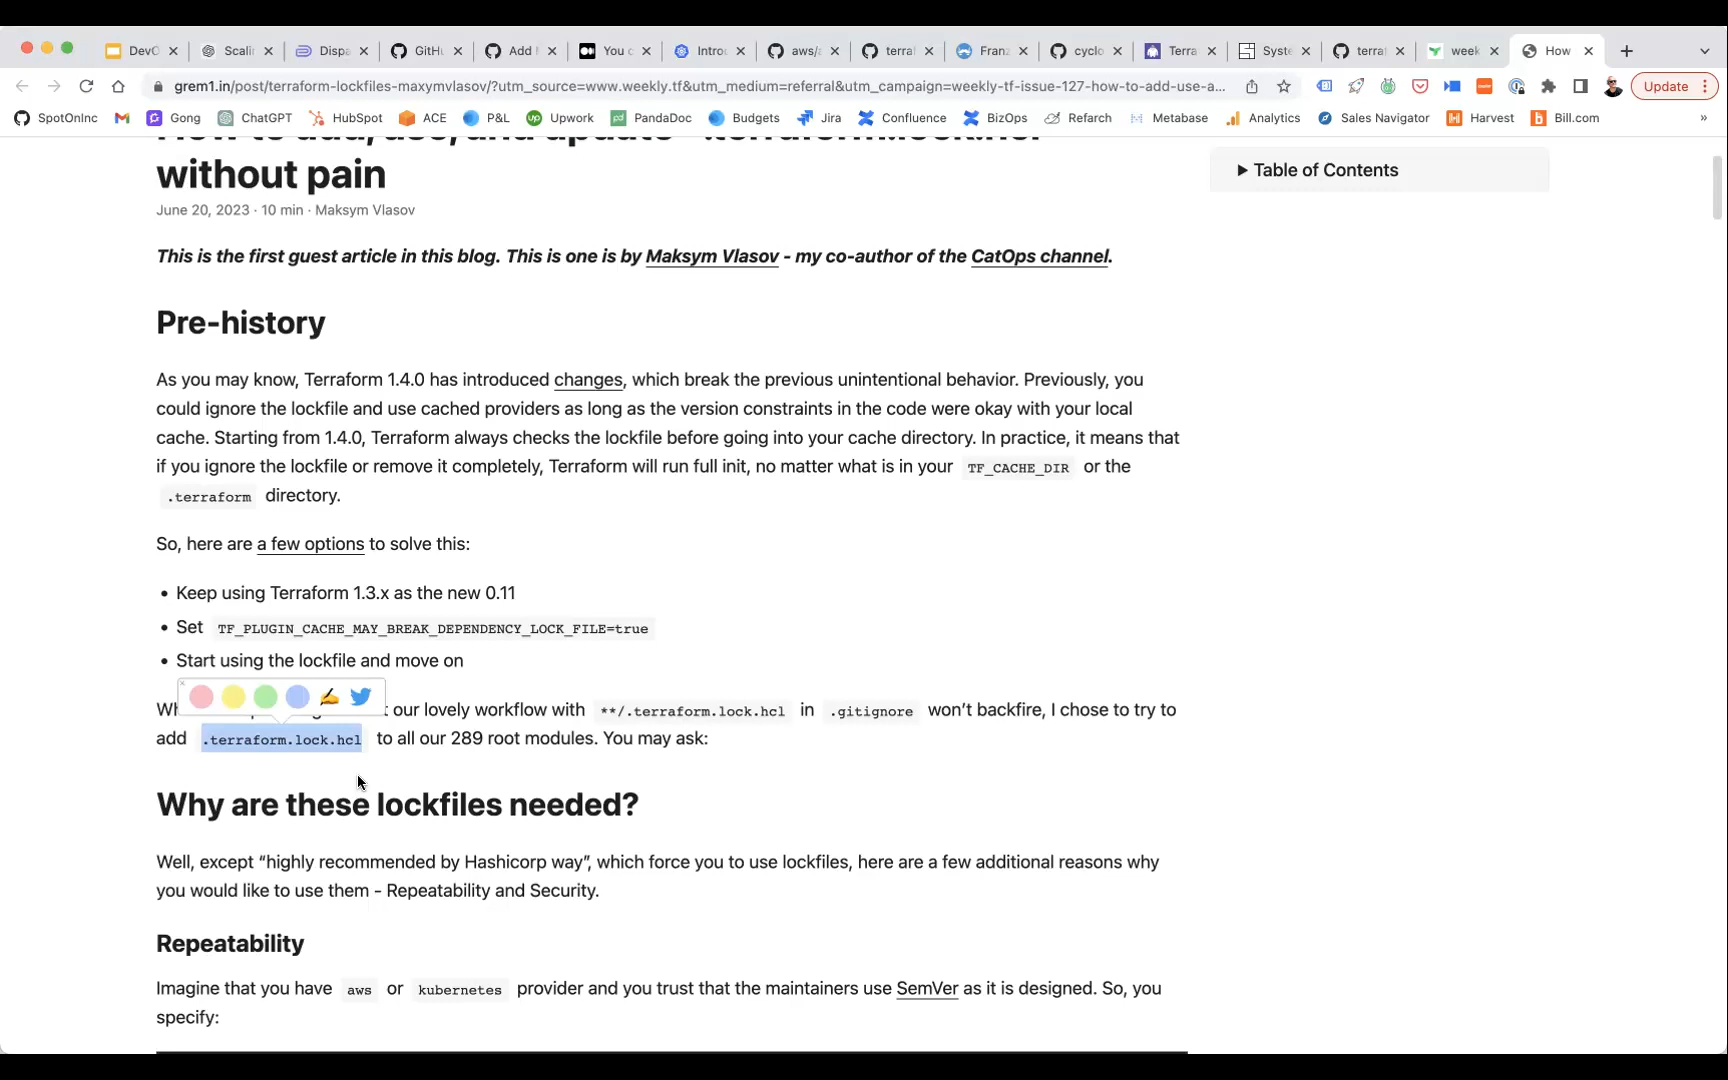 DevO
Scali
Dispa
GitHu
Add
You c
Introd
aws/
terra
Franz
cyclo
Terra
Syste
terra
week
How
grem1.in/post/terraform-lockfiles-maxymvlasov/?utm_source=www.weekly.tf&utm_medium=referral&utm_campaign=weekly-tf-issue-127-how-to-add-use-a...
Update
SpotOnInc
Gong
ChatGPT
HubSpot
ACE
P&L
Upwork
PandaDoc
Budgets
Jira
Confluence
BizOps
Refarch
Metabase
Analytics
Sales Navigator
Harvest
Bill.com
»
How to add, use, and update `.terraform.lock.hcl`
without pain
June 20, 2023 · 10 min · Maksym Vlasov
Table of Contents
This is the first guest article in this blog. This is one is by Maksym Vlasov - my co-author of the CatOps channel.
Pre-history
As you may know, Terraform 1.4.0 has introduced changes, which break the previous unintentional behavior. Previously, you
could ignore the lockfile and use cached providers as long as the version constraints in the code were okay with your local
cache. Starting from 1.4.0, Terraform always checks the lockfile before going into your cache directory. In practice, it means that
if you ignore the lockfile or remove it completely, Terraform will run full init, no matter what is in your TF_CACHE_DIR or the
.terraform directory.
So, here are a few options to solve this:
• Keep using Terraform 1.3.x as the new 0.11
• Set TF_PLUGIN_CACHE_MAY_BREAK_DEPENDENCY_LOCK_FILE=true
• Start using the lockfile and move on
our lovely workflow with **/.terraform.lock.hcl in .gitignore won't backfire, I chose to try to
add .terraform.lock.hcl to all our 289 root modules. You may ask:
Why are these lockfiles needed?
Well, except “highly recommended by Hashicorp way”, which force you to use lockfiles, here are a few additional reasons why
you would like to use them - Repeatability and Security.
Repeatability
Imagine that you have aws or kubernetes provider and you trust that the maintainers use SemVer as it is designed. So, you
specify: